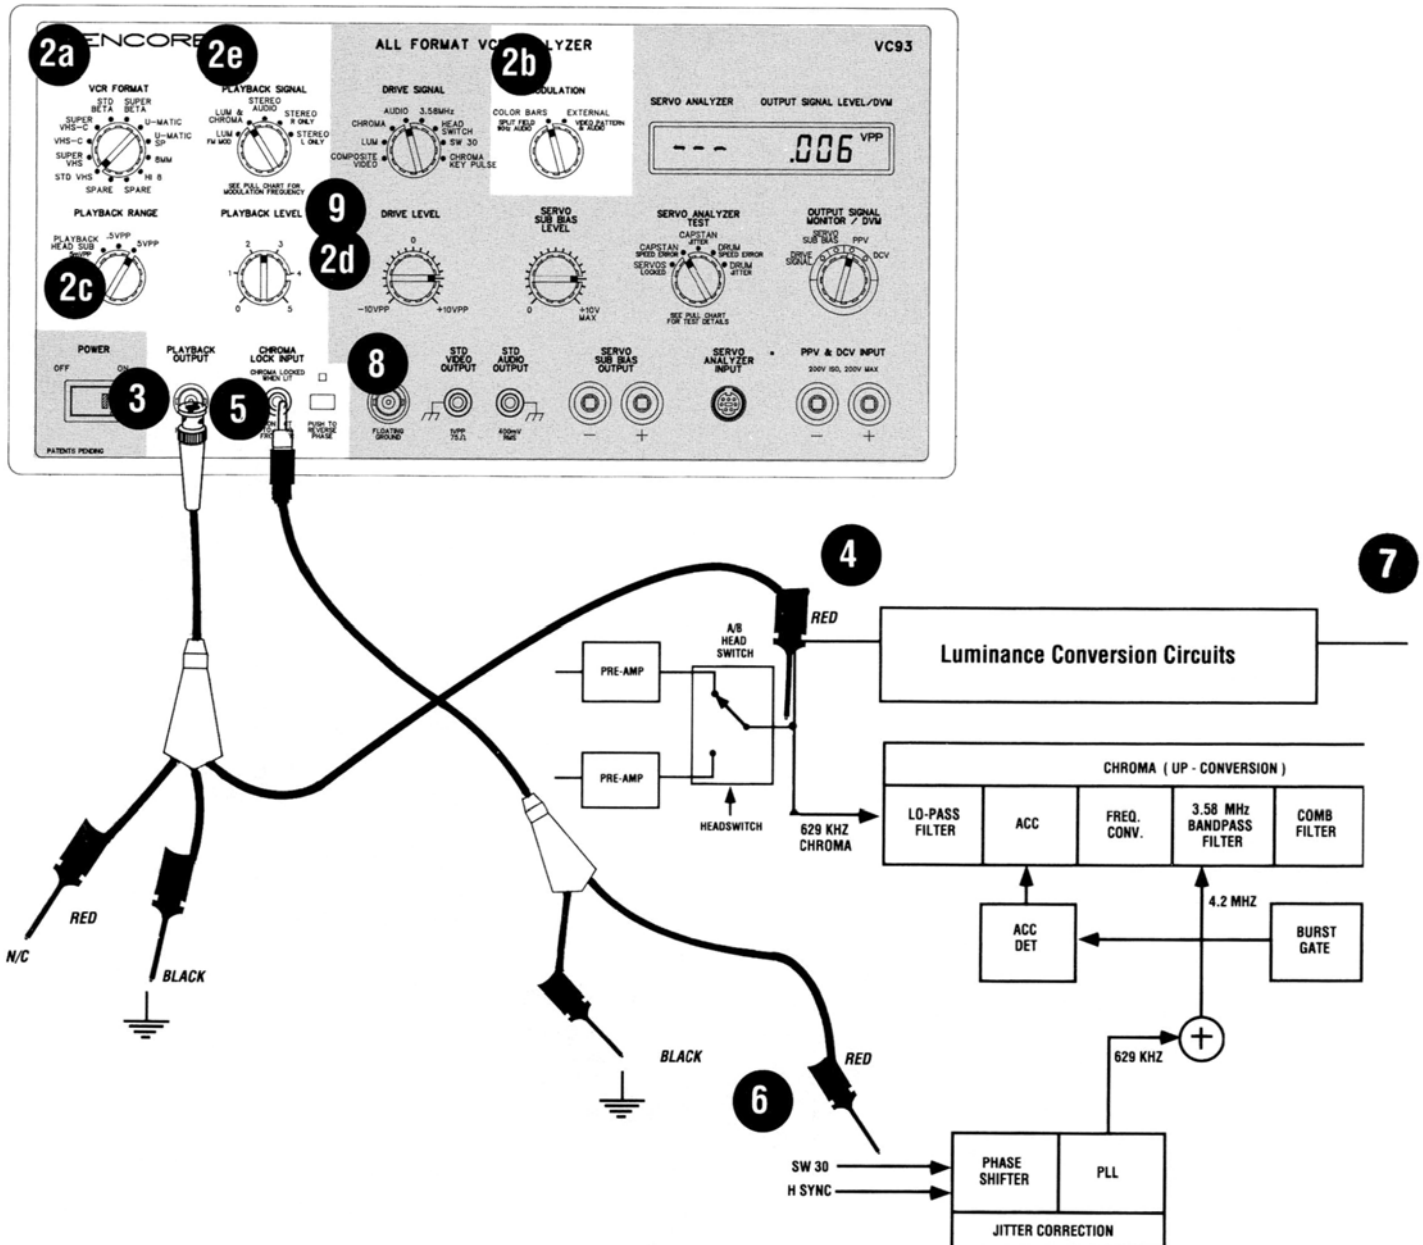 2a
ENCORE
2e
ALL FORMAT VC
LYZER
2b
VC93
VCR FORMAT
STD BETA
SUPER BETA
SUPER VHS-C
U-MATIC
VHS-C
U-MATIC SP
SUPER VHS
8MM
STD VHS
HI 8
SPARE
SPARE
PLAYBACK SIGNAL
STEREO AUDIO
LUM & CHROMA
STEREO R ONLY
LUM FM MOD
STEREO L ONLY
SEE PULL CHART FOR
MODULATION FREQUENCY
DRIVE SIGNAL
AUDIO
3.58MHz
CHROMA
HEAD SWITCH
LUM
SW 30
COMPOSITE VIDEO
CHROMA KEY PULSE
ODULATION
COLOR BARS
EXTERNAL
SPLIT FIELD
90Hz AUDIO
VIDEO PATTERN
& AUDIO
SERVO ANALYZER
OUTPUT SIGNAL LEVEL/DVM
---
.006 VPP
PLAYBACK RANGE
PLAYBACK HEAD SUB
.5VPP
5VPP
2c
PLAYBACK LEVEL
0
1
2
3
4
5
9
2d
DRIVE LEVEL
0
-10VPP
+10VPP
SERVO
SUB BIAS
LEVEL
0
+10V
MAX
SERVO ANALYZER
TEST
CAPSTAN JITTER
CAPSTAN SPEED ERROR
DRUM SPEED ERROR
SERVOS LOCKED
DRUM JITTER
SEE PULL CHART
FOR TEST DETAILS
OUTPUT SIGNAL
MONITOR / DVM
SERVO SUB BIAS
PPV
DRIVE SIGNAL
DCV
POWER
OFF
ON
3
PLAYBACK
OUTPUT
5
CHROMA
LOCK INPUT
CHROMA LOCKED
WHEN LIT
PUSH TO
REVERSE
PHASE
8
FLOATING
GROUND
STD
VIDEO
OUTPUT
1VPP
75Ω
STD
AUDIO
OUTPUT
600mV
RMS
SERVO
SUB BIAS
OUTPUT
-
+
SERVO
ANALYZER
INPUT
PPV & DCV INPUT
200V ISO, 200V MAX
-
+
PATENTS PENDING
4
7
RED
A/B
HEAD
SWITCH
PRE-AMP
PRE-AMP
HEADSWITCH
Luminance Conversion Circuits
629 KHZ
CHROMA
CHROMA ( UP - CONVERSION )
LO-PASS
FILTER
ACC
FREQ.
CONV.
3.58 MHz
BANDPASS
FILTER
COMB
FILTER
4.2 MHZ
ACC
DET
BURST
GATE
RED
N/C
BLACK
BLACK
RED
6
629 KHZ
+
SW 30
H SYNC
PHASE
SHIFTER
PLL
JITTER CORRECTION